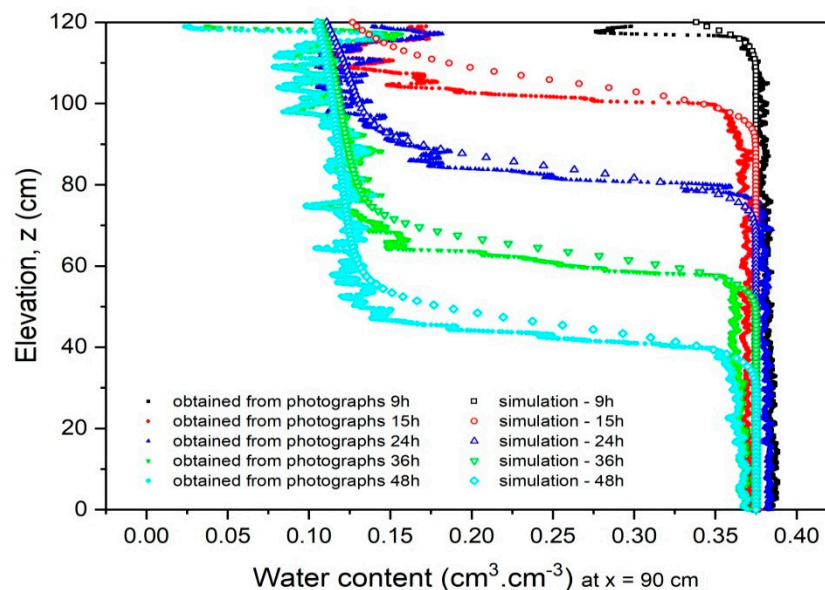 120
100
80
60
40
20
0
Elevation, z (cm)
obtained from photographs 9h
obtained from photographs 15h
obtained from photographs 24h
obtained from photographs 36h
obtained from photographs 48h
simulation - 9h
simulation - 15h
simulation - 24h
simulation - 36h
simulation - 48h
0.00 0.05 0.10 0.15 0.20 0.25 0.30 0.35 0.40
Water content (cm³.cm⁻³) at x = 90 cm